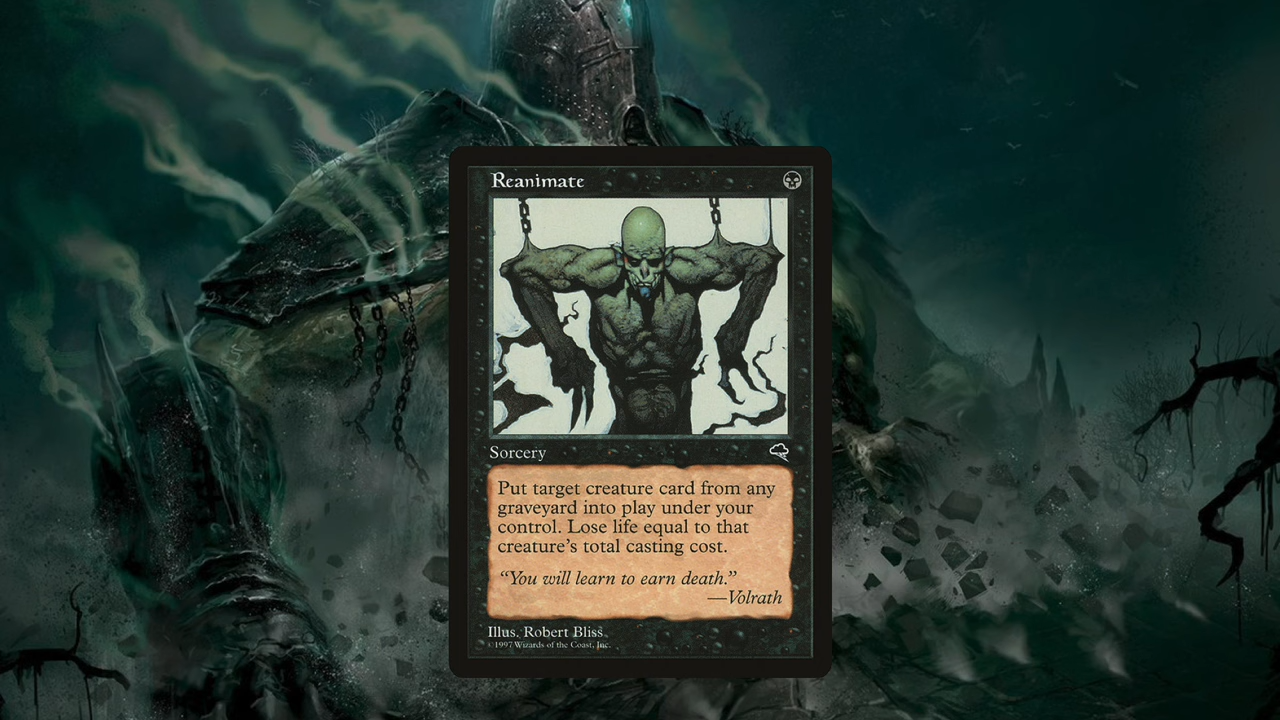 Reanimate
Sorcery
Put target creature card from any
graveyard into play under your
control. Lose life equal to that
creature's total casting cost.
“You will learn to earn death.”
—Volrath
Illus. Robert Bliss
© 1997 Wizards of the Coast, Inc.